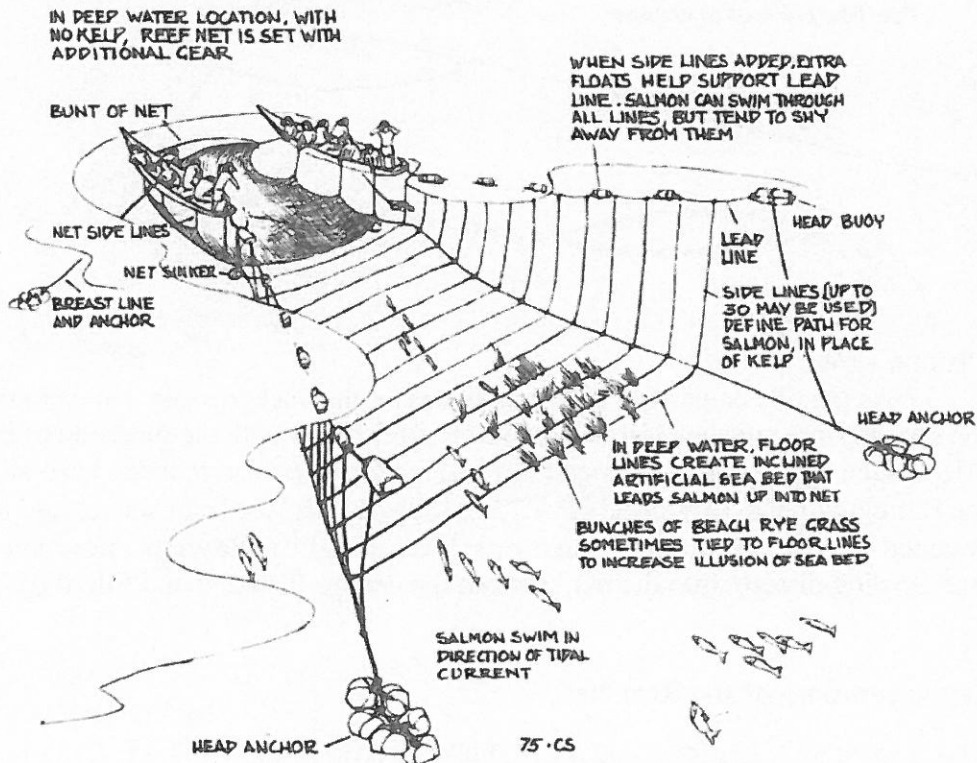 IN DEEP WATER LOCATION, WITH
NO KELP, REEF NET IS SET WITH
ADDITIONAL GEAR
WHEN SIDE LINES ADDED, EXTRA
FLOATS HELP SUPPORT LEAD
LINE. SALMON CAN SWIM THROUGH
ALL LINES, BUT TEND TO SHY
AWAY FROM THEM
BUNT OF NET
HEAD BUOY
NET SIDE LINES
LEAD
LINE
NET SINKER
BREAST LINE
AND ANCHOR
SIDE LINES (UP TO
30 MAY BE USED)
DEFINE PATH FOR
SALMON, IN PLACE
OF KELP
HEAD ANCHOR
IN DEEP WATER, FLOOR
LINES CREATE INCLINED
ARTIFICIAL SEA BED THAT
LEADS SALMON UP INTO NET
BUNCHES OF BEACH RYE GRASS
SOMETIMES TIED TO FLOOR LINES
TO INCREASE ILLUSION OF SEA BED
SALMON SWIM IN
DIRECTION OF TIDAL
CURRENT
HEAD ANCHOR
75·CS